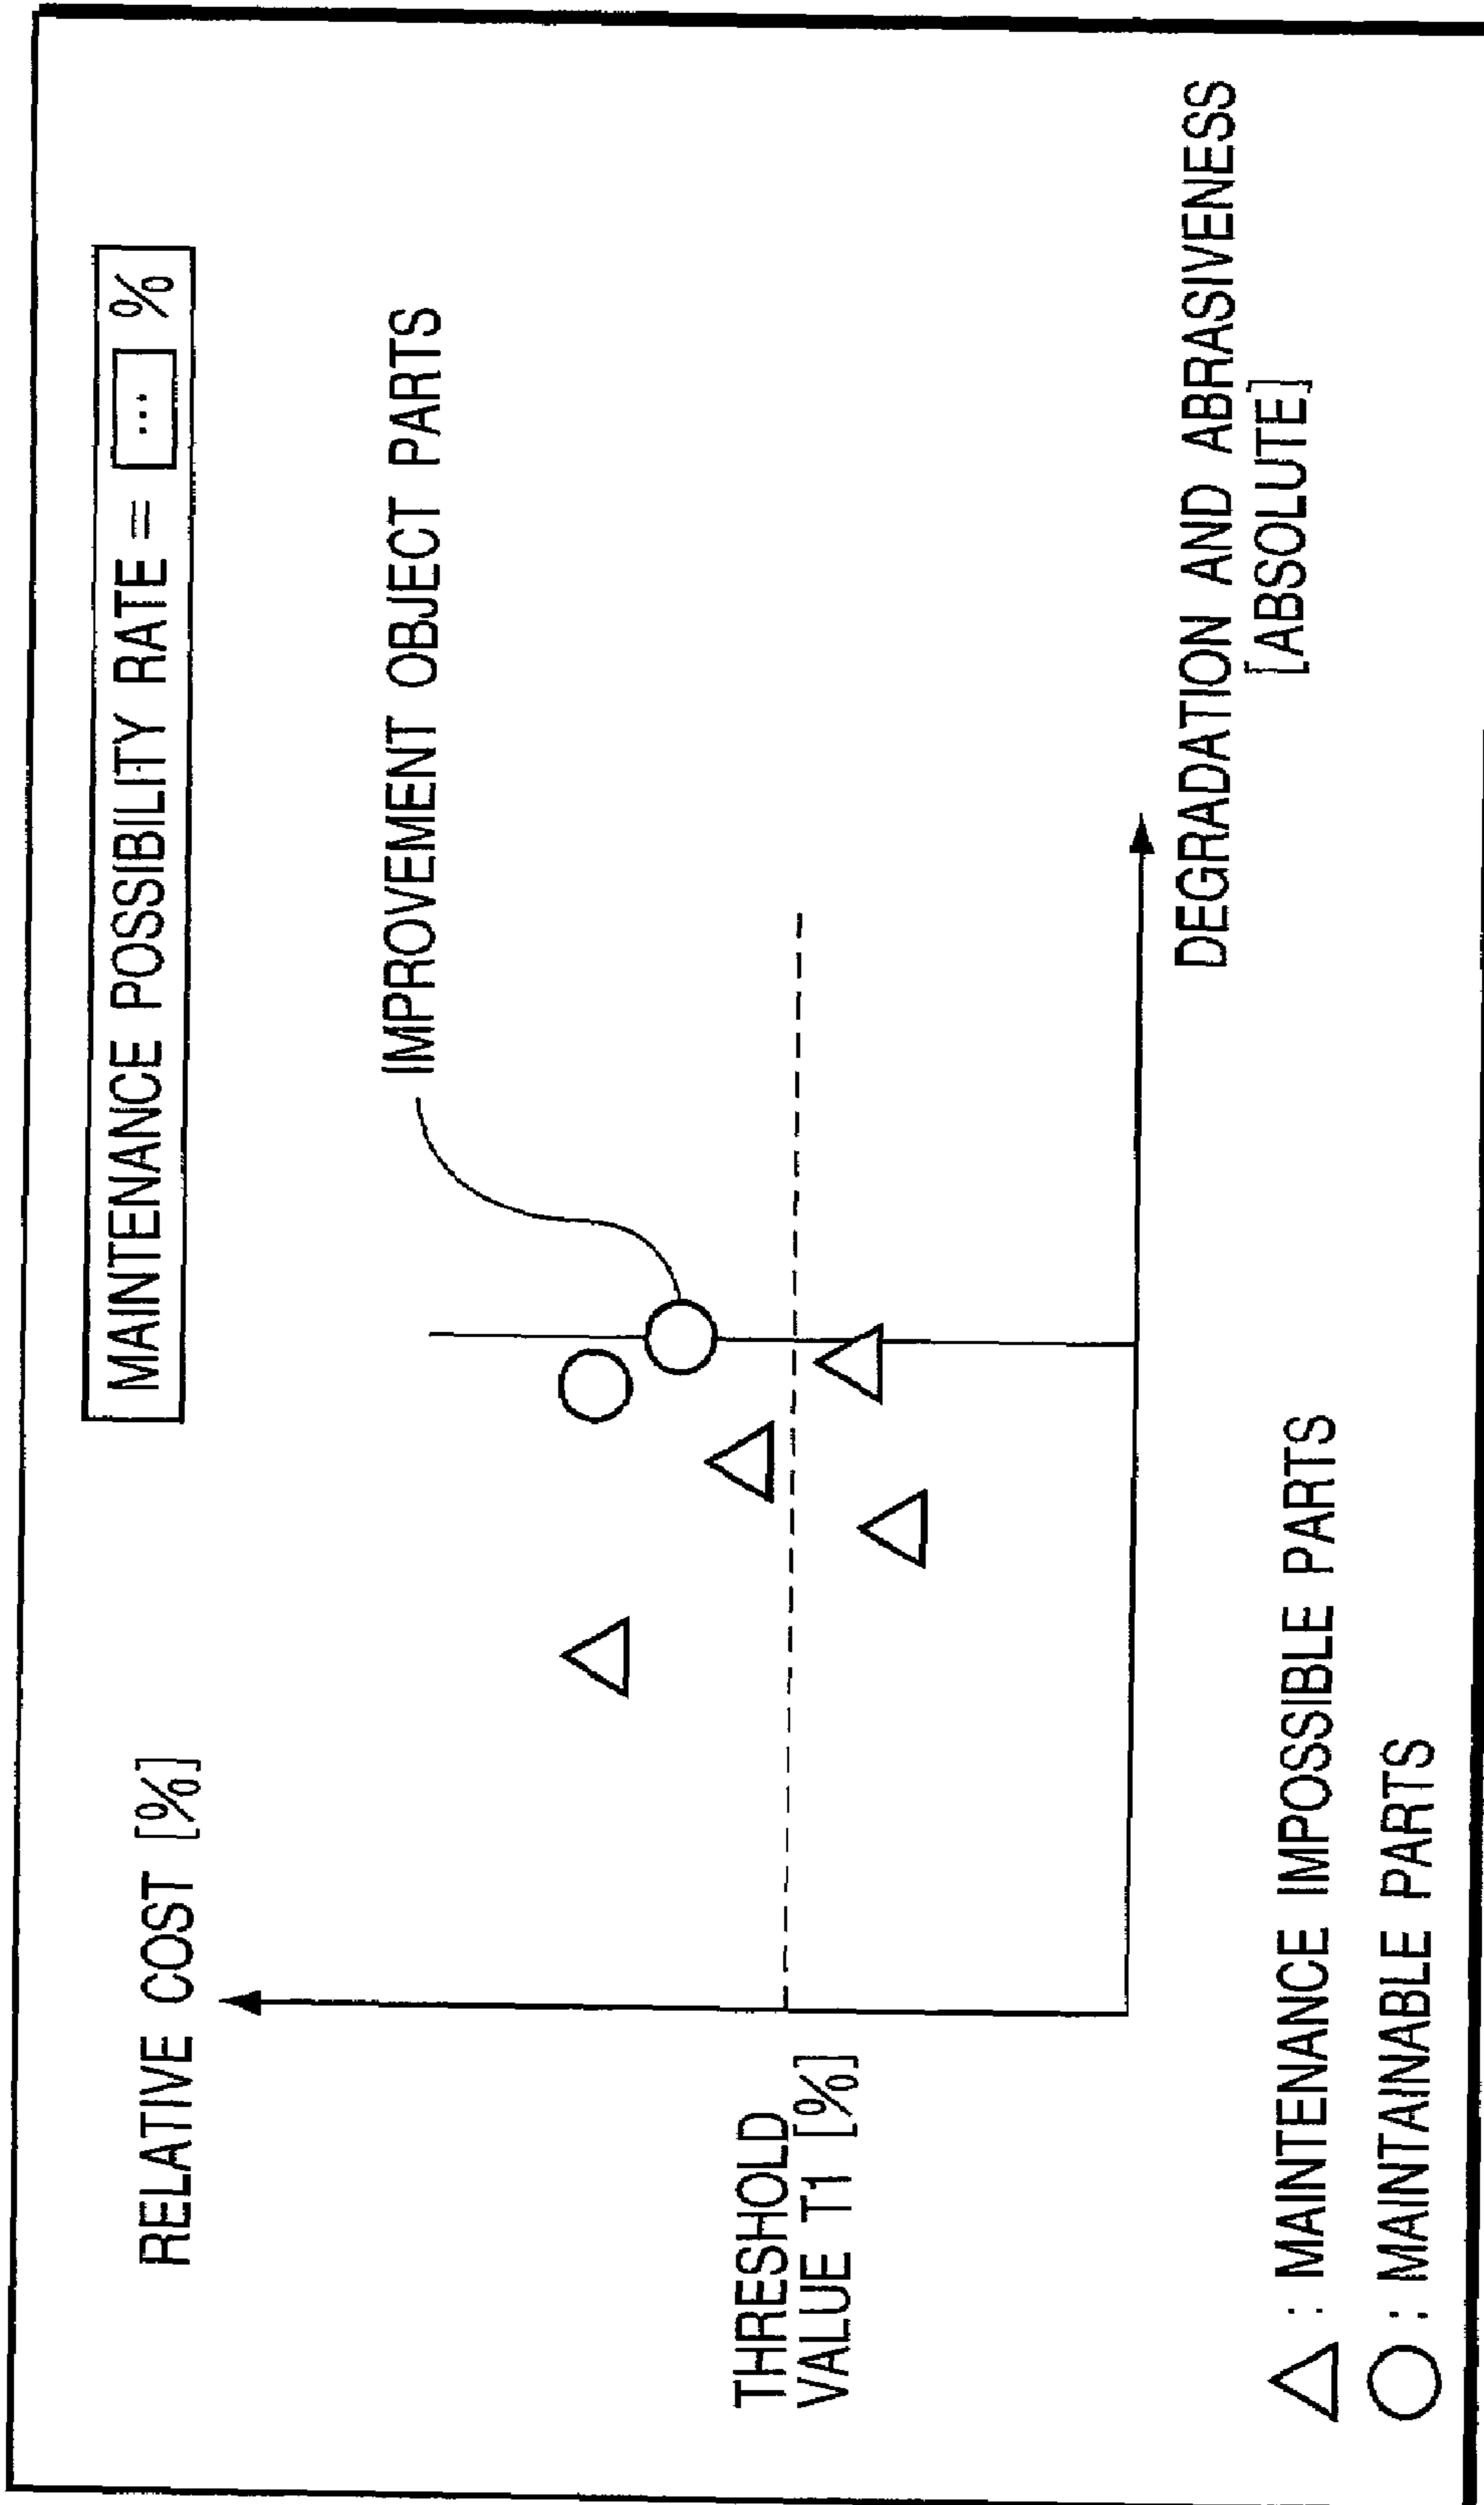 MAINTENANCE POSSIBILITY RATE = [...] %
RELATIVE COST [%]
IMPROVEMENT OBJECT PARTS
THRESHOLD
VALUE T1 [%]
DEGRADATION AND ABRASIVENESS
[ABSOLUTE]
△ : MAINTENANCE IMPOSSIBLE PARTS
○ : MAINTAINABLE PARTS